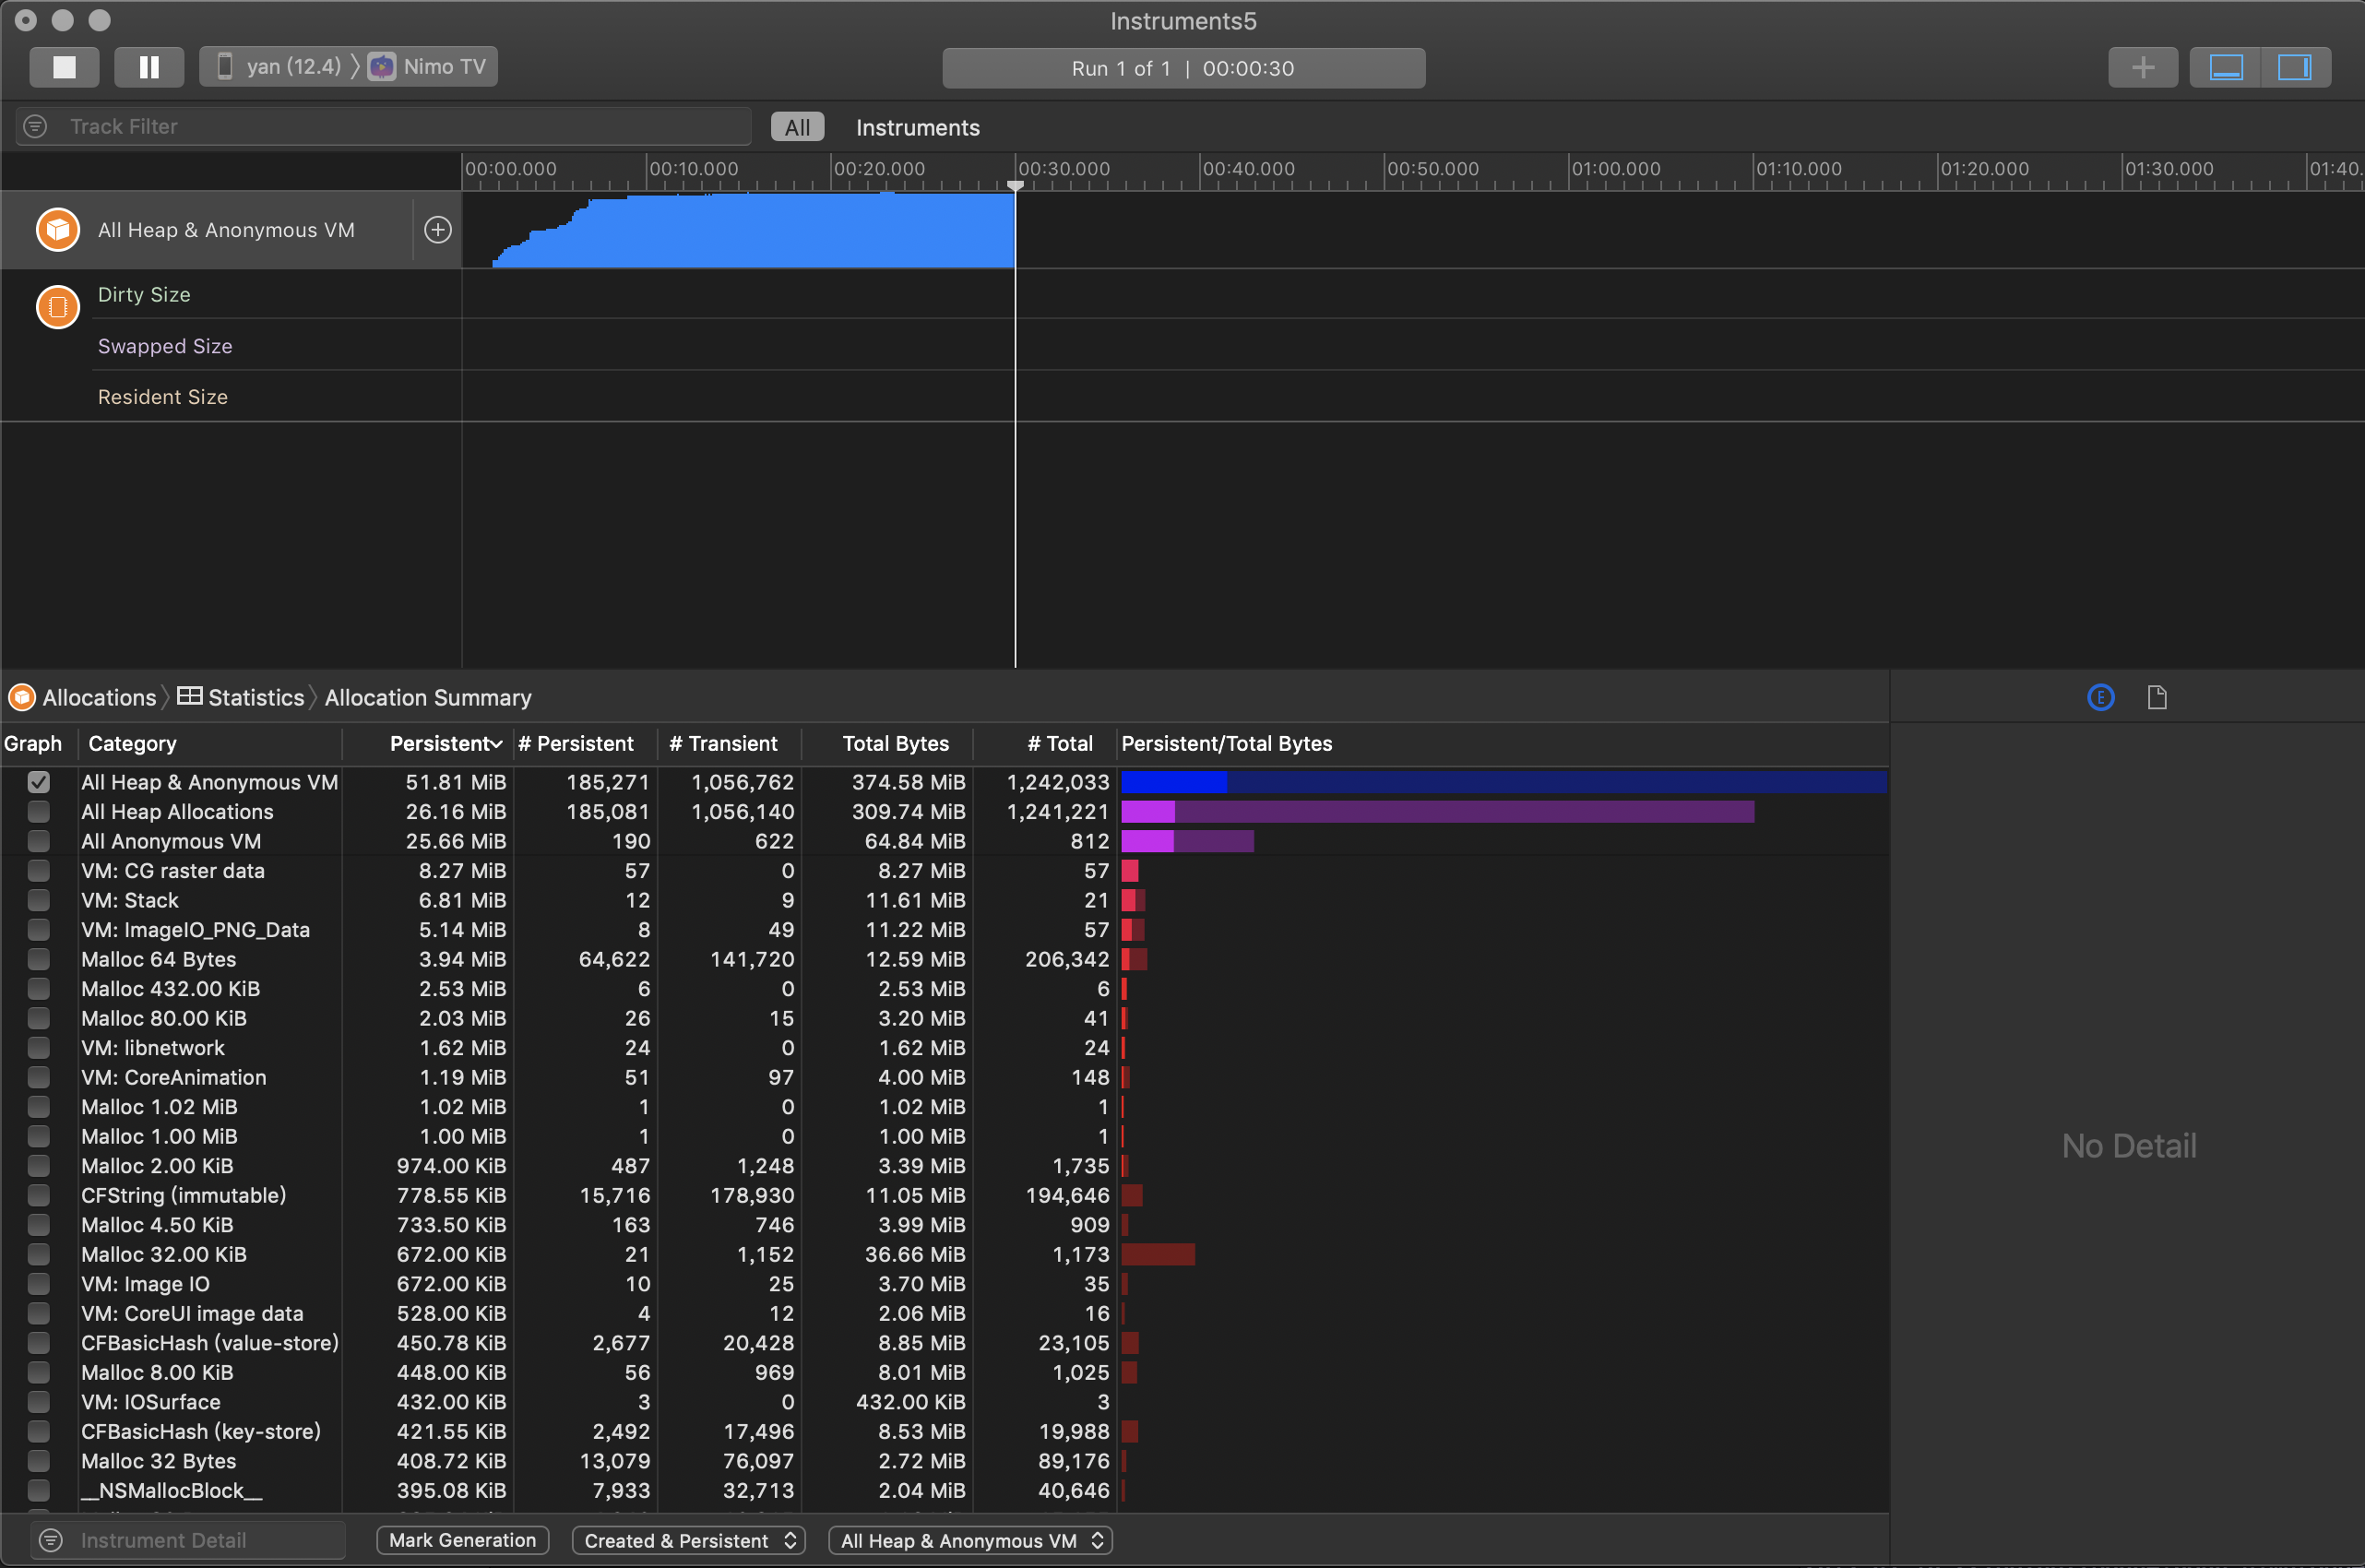 Instruments5
yan (12.4) 〉 Nimo TV
Run 1 of 1 | 00:00:30
Track Filter
All Instruments
00:00.000 00:10.000 00:20.000 00:30.000 00:40.000 00:50.000 01:00.000 01:10.000 01:20.000 01:30.000 01:40.
All Heap & Anonymous VM
Dirty Size
Swapped Size
Resident Size
Allocations 〉 Statistics 〉 Allocation Summary
Graph Category Persistent # Persistent # Transient Total Bytes # Total Persistent/Total Bytes
All Heap & Anonymous VM 51.81 MiB 185,271 1,056,762 374.58 MiB 1,242,033
All Heap Allocations 26.16 MiB 185,081 1,056,140 309.74 MiB 1,241,221
All Anonymous VM 25.66 MiB 190 622 64.84 MiB 812
VM: CG raster data 8.27 MiB 57 0 8.27 MiB 57
VM: Stack 6.81 MiB 12 9 11.61 MiB 21
VM: ImageIO_PNG_Data 5.14 MiB 8 49 11.22 MiB 57
Malloc 64 Bytes 3.94 MiB 64,622 141,720 12.59 MiB 206,342
Malloc 432.00 KiB 2.53 MiB 6 0 2.53 MiB 6
Malloc 80.00 KiB 2.03 MiB 26 15 3.20 MiB 41
VM: libnetwork 1.62 MiB 24 0 1.62 MiB 24
VM: CoreAnimation 1.19 MiB 51 97 4.00 MiB 148
Malloc 1.02 MiB 1.02 MiB 1 0 1.02 MiB 1
Malloc 1.00 MiB 1.00 MiB 1 0 1.00 MiB 1
Malloc 2.00 KiB 974.00 KiB 487 1,248 3.39 MiB 1,735
CFString (immutable) 778.55 KiB 15,716 178,930 11.05 MiB 194,646
Malloc 4.50 KiB 733.50 KiB 163 746 3.99 MiB 909
Malloc 32.00 KiB 672.00 KiB 21 1,152 36.66 MiB 1,173
VM: Image IO 672.00 KiB 10 25 3.70 MiB 35
VM: CoreUI image data 528.00 KiB 4 12 2.06 MiB 16
CFBasicHash (value-store) 450.78 KiB 2,677 20,428 8.85 MiB 23,105
Malloc 8.00 KiB 448.00 KiB 56 969 8.01 MiB 1,025
VM: IOSurface 432.00 KiB 3 0 432.00 KiB 3
CFBasicHash (key-store) 421.55 KiB 2,492 17,496 8.53 MiB 19,988
Malloc 32 Bytes 408.72 KiB 13,079 76,097 2.72 MiB 89,176
__NSMallocBlock__ 395.08 KiB 7,933 32,713 2.04 MiB 40,646
E
No Detail
Instrument Detail Mark Generation Created & Persistent All Heap & Anonymous VM